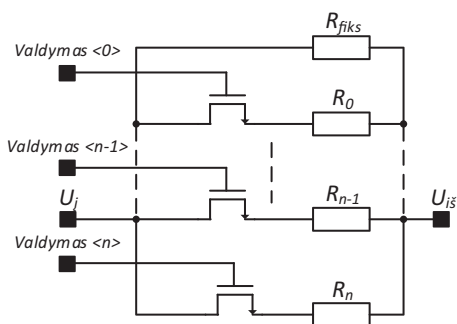 R_fiks
Valdymas <0>
R_0
Valdymas <n-1>
U_j
R_n-1
U_iš
Valdymas <n>
R_n